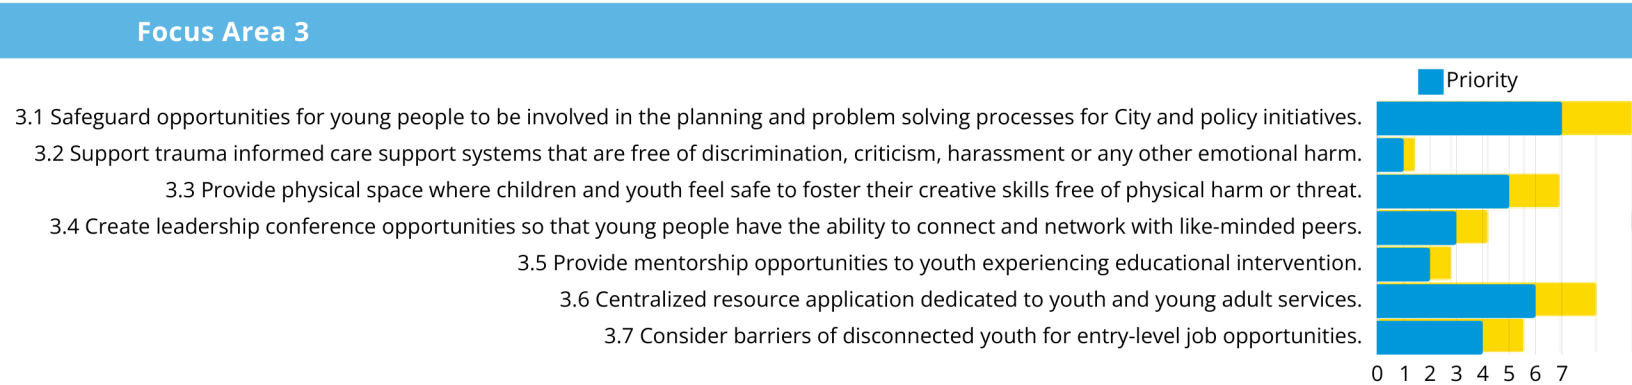 Focus Area 3
Priority
3.1 Safeguard opportunities for young people to be involved in the planning and problem solving processes for City and policy initiatives.
3.2 Support trauma informed care support systems that are free of discrimination, criticism, harassment or any other emotional harm.
3.3 Provide physical space where children and youth feel safe to foster their creative skills free of physical harm or threat.
3.4 Create leadership conference opportunities so that young people have the ability to connect and network with like-minded peers.
3.5 Provide mentorship opportunities to youth experiencing educational intervention.
3.6 Centralized resource application dedicated to youth and young adult services.
3.7 Consider barriers of disconnected youth for entry-level job opportunities.
0 1 2 3 4 5 6 7